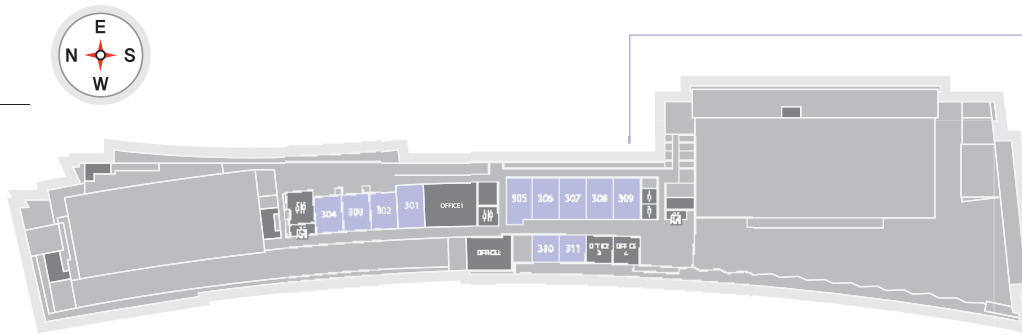 E
N S
W
304 303 302 301 OFFICE1 305 306 307 308 309
OFFICE2 310 311 OFFICE 3 OFFICE 4